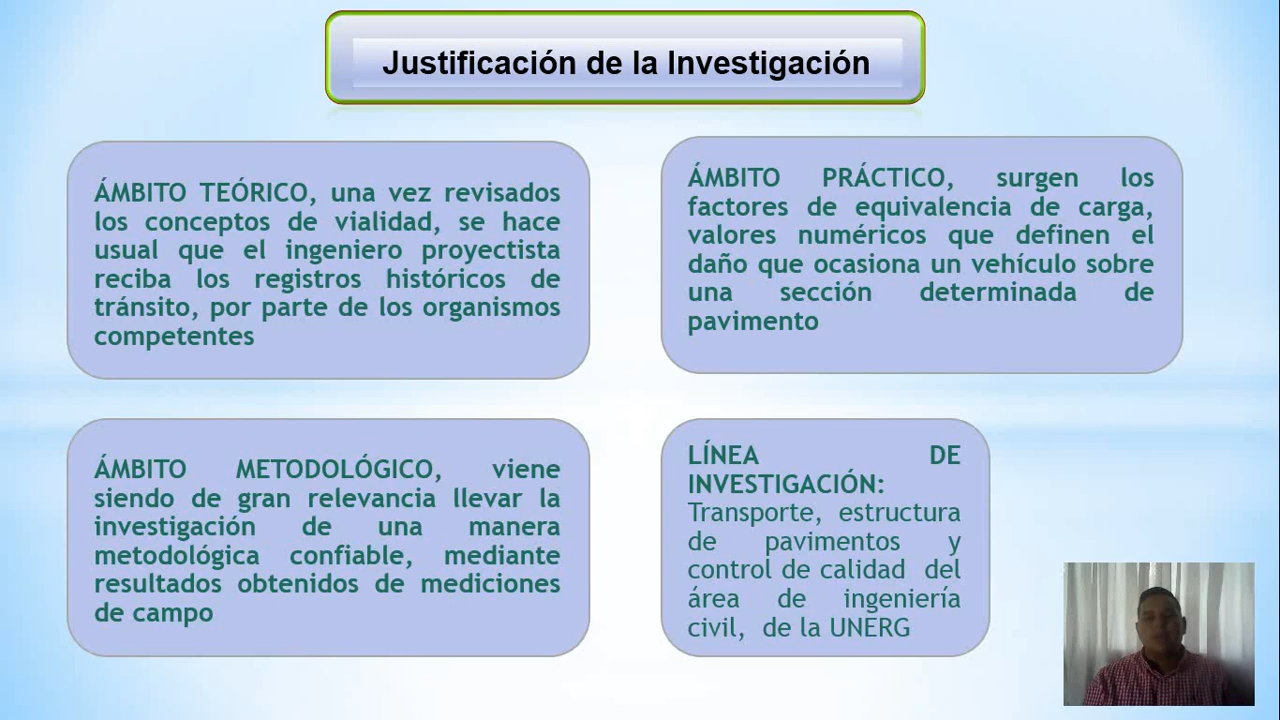 Justificación de la Investigación
ÁMBITO TEÓRICO, una vez revisados
los conceptos de vialidad, se hace
usual que el ingeniero proyectista
reciba los registros históricos de
tránsito, por parte de los organismos
competentes
ÁMBITO PRÁCTICO, surgen los
factores de equivalencia de carga,
valores numéricos que definen el
daño que ocasiona un vehículo sobre
una sección determinada de
pavimento
ÁMBITO METODOLÓGICO, viene
siendo de gran relevancia llevar la
investigación de una manera
metodológica confiable, mediante
resultados obtenidos de mediciones
de campo
LÍNEA DE
INVESTIGACIÓN:
Transporte, estructura
de pavimentos y
control de calidad del
área de ingeniería
civil, de la UNERG